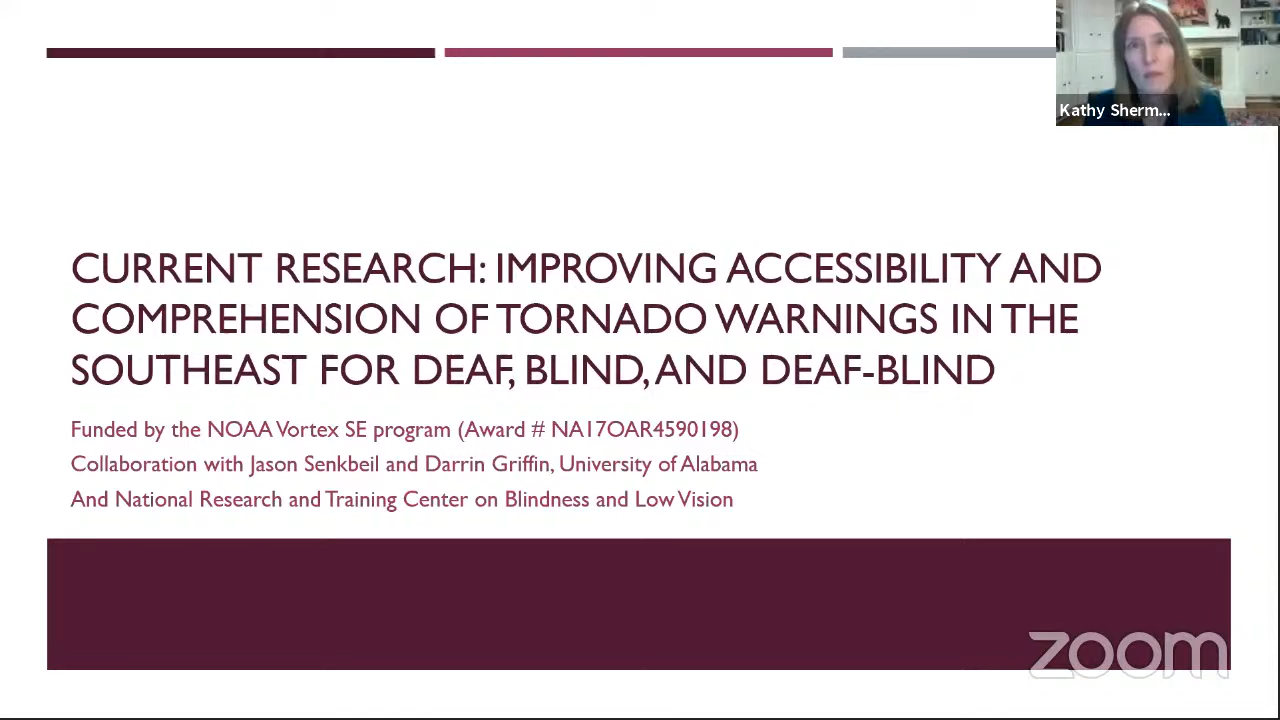 Kathy Sherm...
CURRENT RESEARCH: IMPROVING ACCESSIBILITY AND
COMPREHENSION OF TORNADO WARNINGS IN THE
SOUTHEAST FOR DEAF, BLIND, AND DEAF-BLIND
Funded by the NOAA Vortex SE program (Award # NA17OAR4590198)
Collaboration with Jason Senkbeil and Darrin Griffin, University of Alabama
And National Research and Training Center on Blindness and Low Vision
zoom